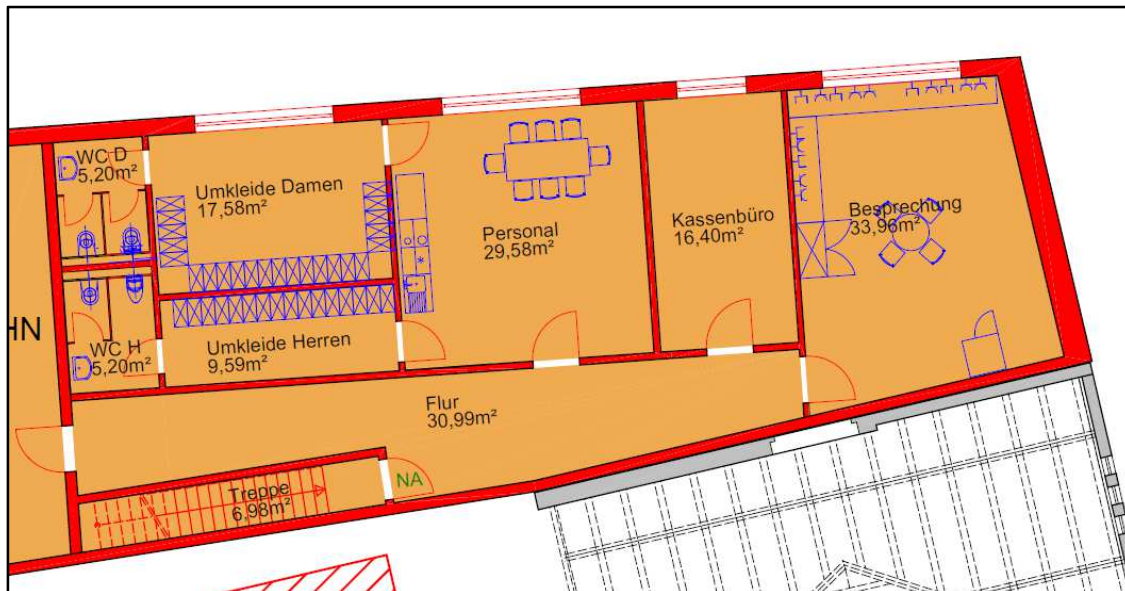 WC D
5,20m²
Umkleide Damen
17,58m²
Personal
29,58m²
Kassenbüro
16,40m²
Besprechung
33,96m²
HN
WC H
5,20m²
Umkleide Herren
9,59m²
Flur
30,99m²
NA
Treppe
6,98m²